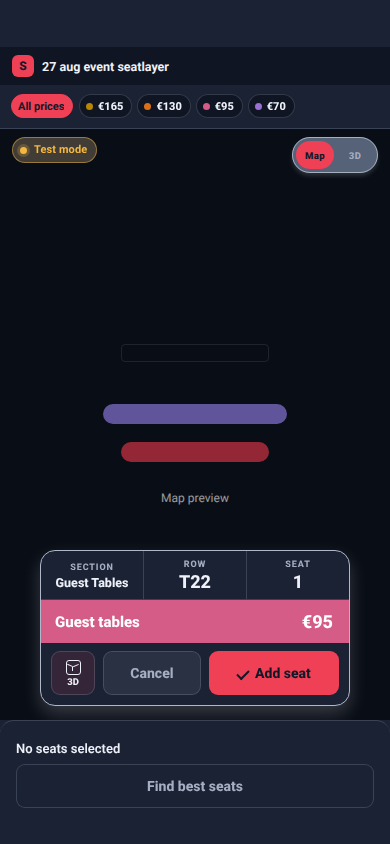 S 27 aug event seatlayer
All prices €165 €130 €95 €70
Test mode
Map 3D
Map preview
SECTION ROW SEAT
Guest Tables T22 1
Guest tables €95
3D Cancel Add seat
No seats selected
Find best seats